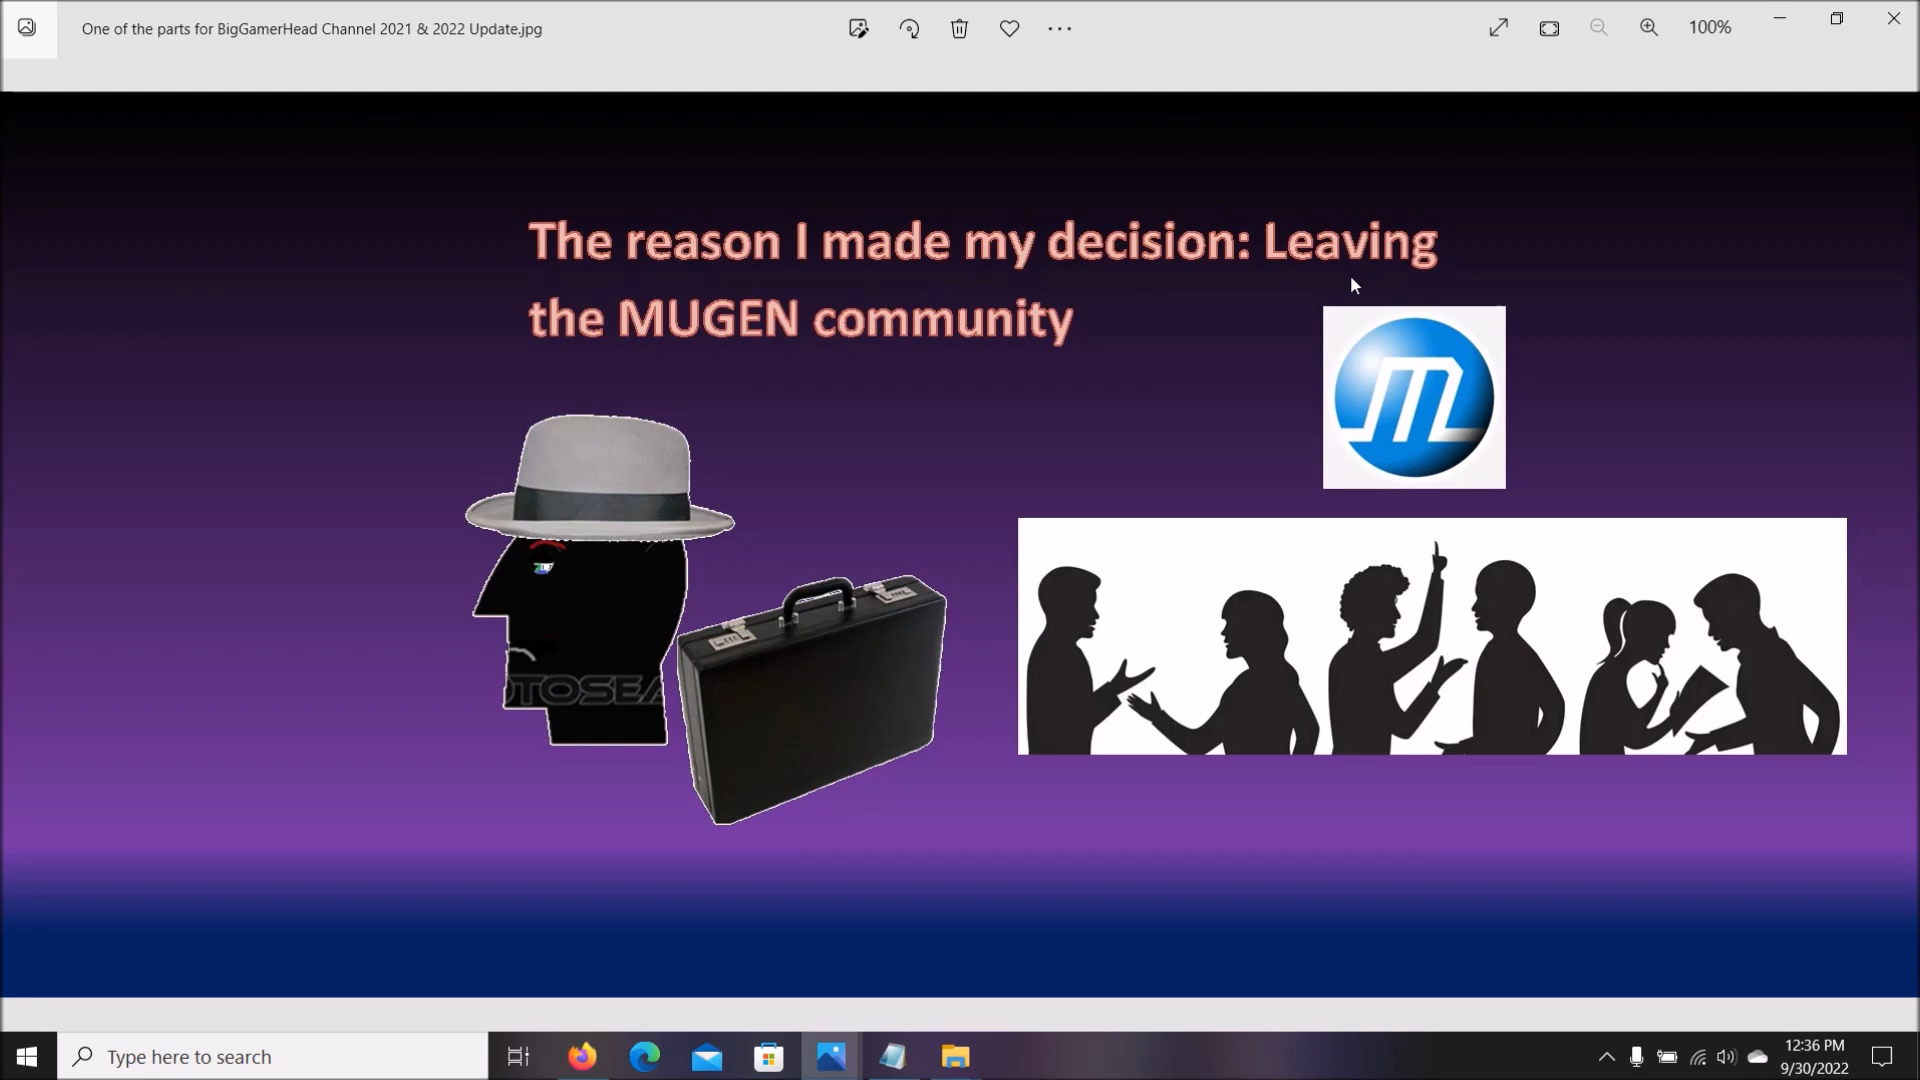 One of the parts for BigGamerHead Channel 2021 & 2022 Update.jpg
100%
The reason I made my decision: Leaving
the MUGEN community
M
OTOSEA
Type here to search
12:36 PM
9/30/2022